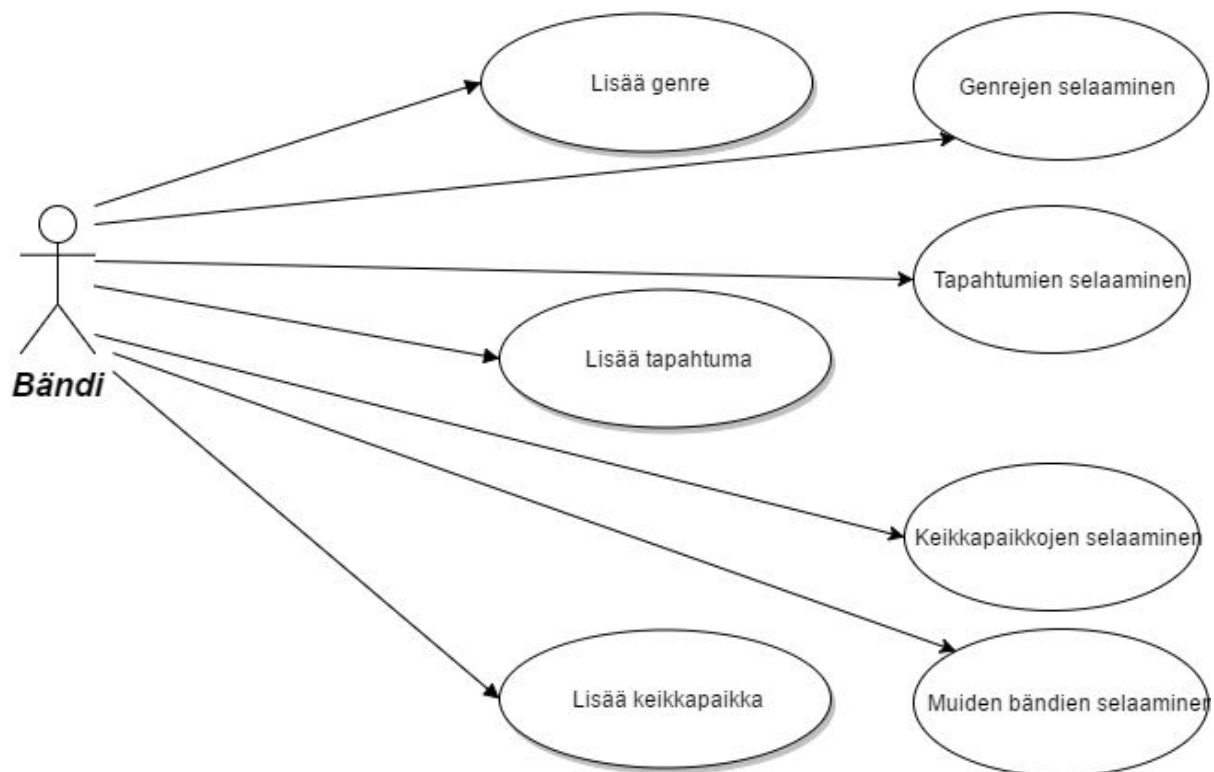 Lisää genre
Genrejen selaaminen
Tapahtumien selaaminen
Lisää tapahtuma
Bändi
Keikkapaikkojen selaaminen
Lisää keikkapaikka
Muiden bändien selaaminen